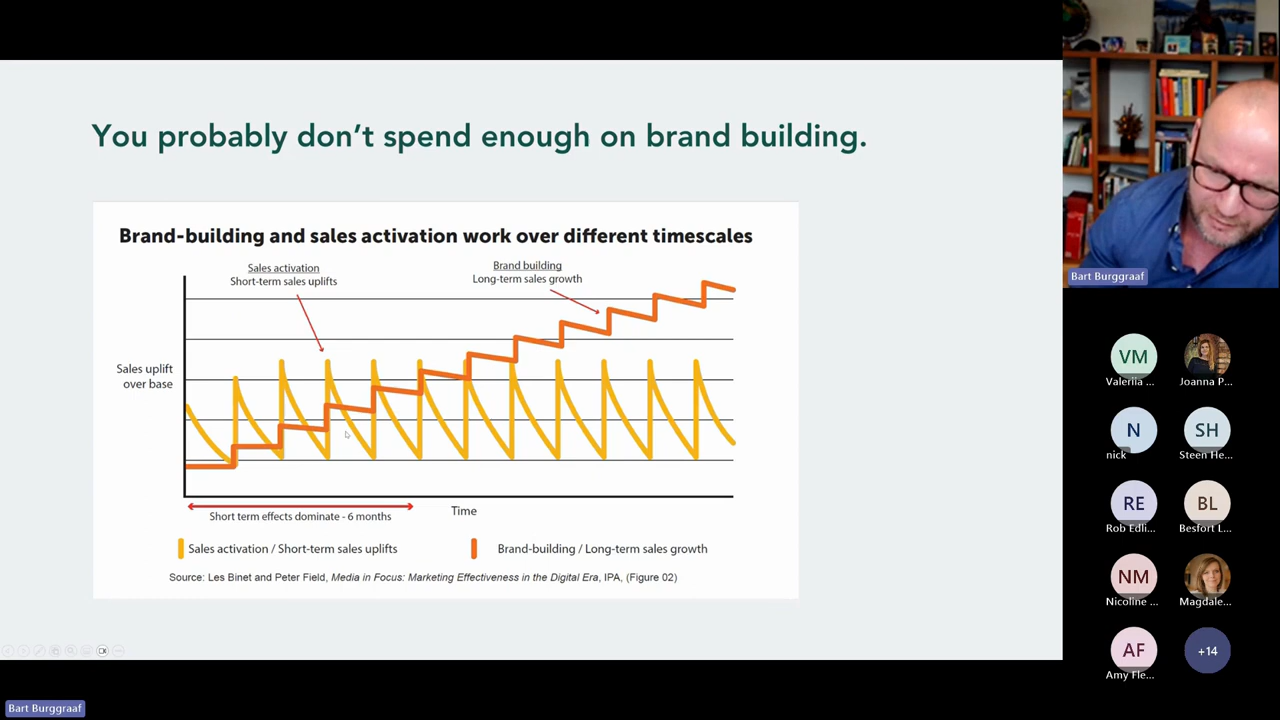 You probably don't spend enough on brand building.
Brand-building and sales activation work over different timescales
Sales activation
Short-term sales uplifts
Brand building
Long-term sales growth
Sales uplift
over base
Short term effects dominate - 6 months
Time
Sales activation / Short-term sales uplifts
Brand-building / Long-term sales growth
Source: Les Binet and Peter Field, Media in Focus: Marketing Effectiveness in the Digital Era, IPA, (Figure 02)
Bart Burggraaf
VM
Valeriia ...
Joanna P...
N
nick
SH
Steen He...
RE
Rob Edli...
BL
Besfort L...
NM
Nicoline ...
Magdale...
AF
Amy Fle...
+14
Bart Burggraaf